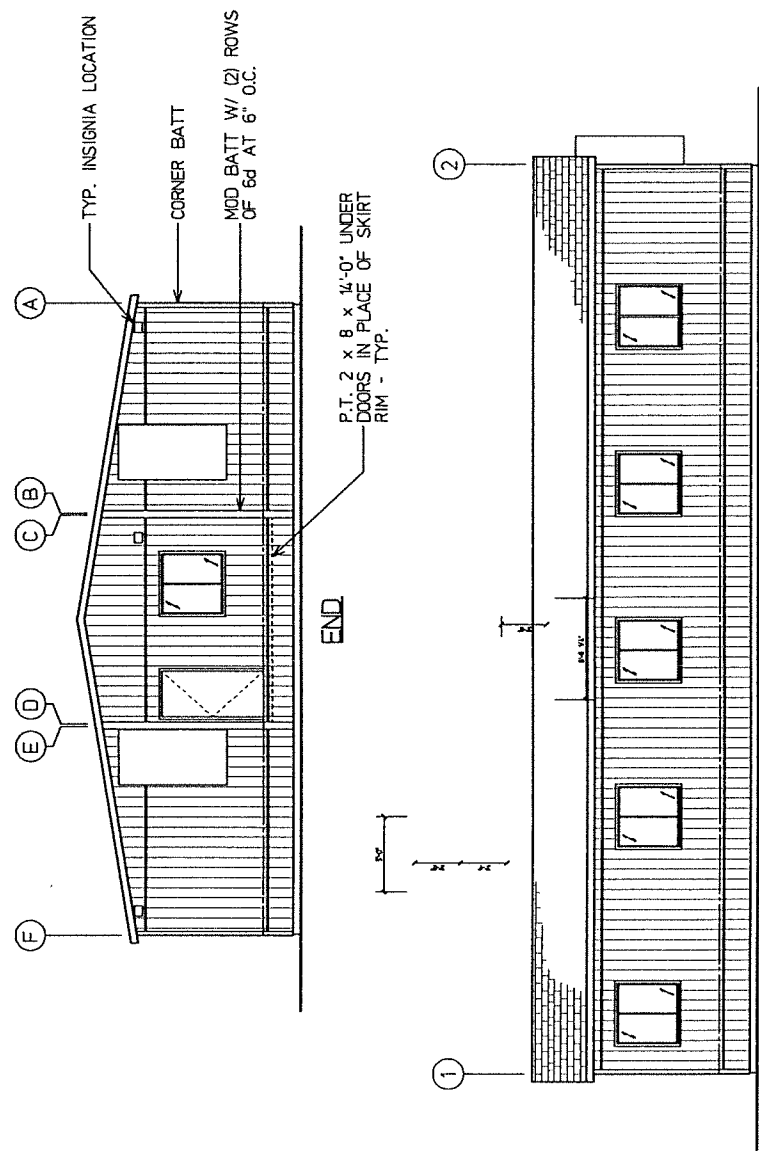 TYP. INSIGNIA LOCATION
CORNER BATT
MOD BATT W/ (2) ROWS
OF 6d AT 6" O.C.
P.T. 2 x 8 x 14'-0" UNDER
DOORS IN PLACE OF SKIRT
RIM - TYP.
F
E
D
C
B
A
END
1
2